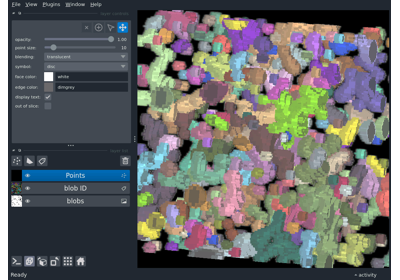 File View Plugins Window Help
opacity: 1.00
point size: 10
blending: translucent
symbol: disc
face color: white
edge color: dimgrey
display text:
out of slice:
Points
blob ID
blobs
Ready
activity